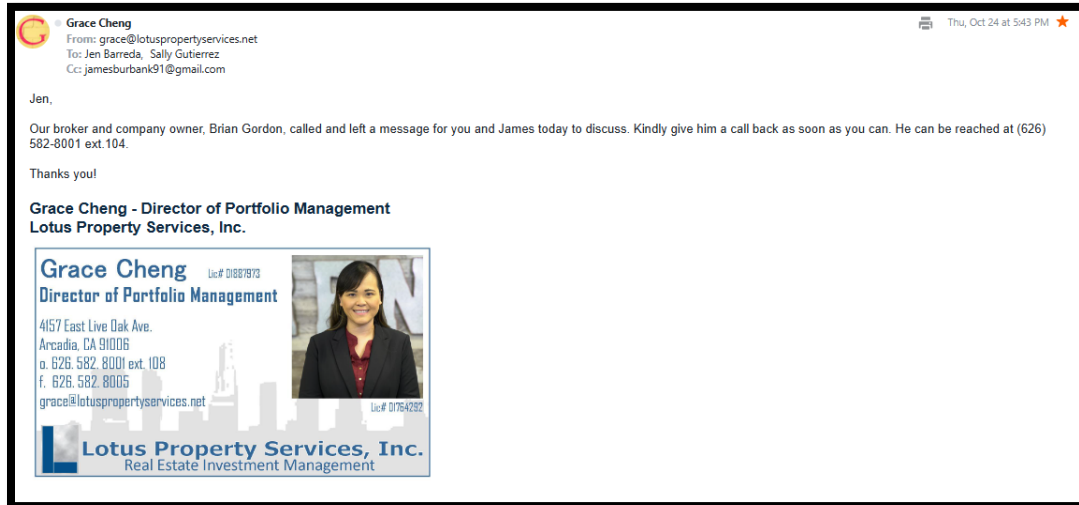 G
Grace Cheng
Thu, Oct 24 at 5:43 PM
From: grace@lotuspropertyservices.net
To: Jen Barreda, Sally Gutierrez
Cc: jamesburbank91@gmail.com
Jen,
Our broker and company owner, Brian Gordon, called and left a message for you and James today to discuss. Kindly give him a call back as soon as you can. He can be reached at (626)
582-8001 ext.104.
Thanks you!
Grace Cheng - Director of Portfolio Management
Lotus Property Services, Inc.
Grace Cheng Lic# 01887973
Director of Portfolio Management
4157 East Live Oak Ave.
Arcadia, CA 91006
o. 626. 582. 8001 ext. 108
f. 626. 582. 8005
grace@lotuspropertyservices.net
Lic# 01764292
Lotus Property Services, Inc.
Real Estate Investment Management